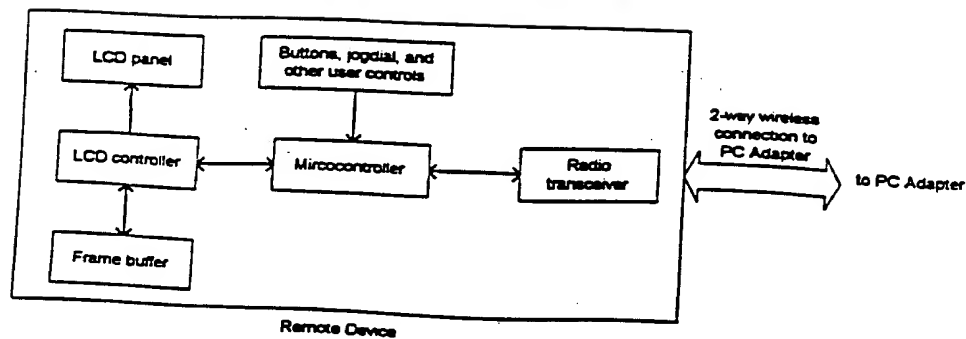 LCD panel
Buttons, jogdial, and
other user controls
2-way wireless
connection to
PC Adapter
LCD controller
Mircocontroller
Radio
transceiver
to PC Adapter
Frame buffer
Remote Device